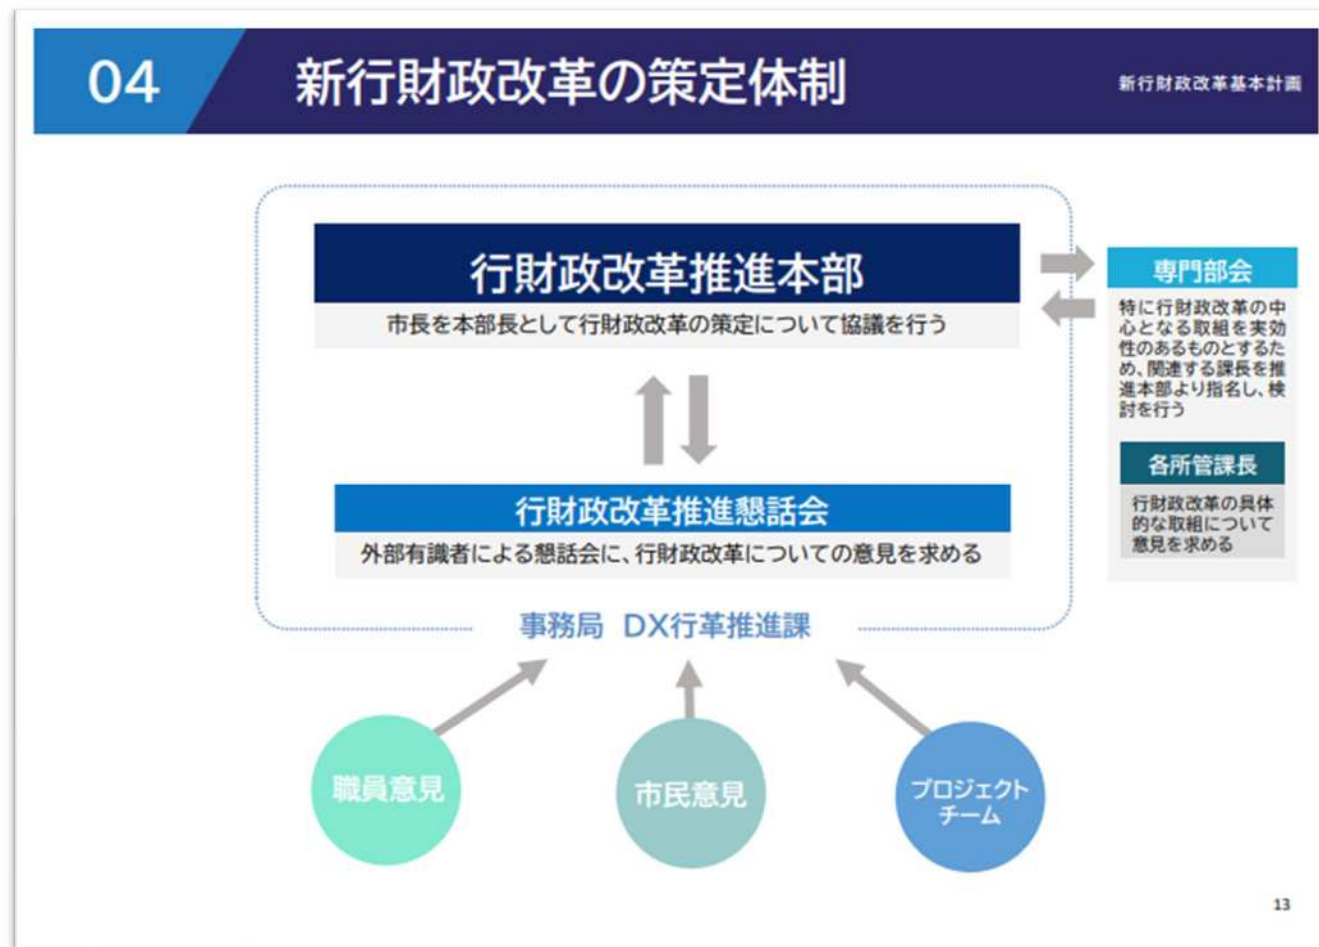 04
新行財政改革の策定体制
新行財政改革基本計画
行財政改革推進本部
市長を本部長として行財政改革の策定について協議を行う
専門部会
特に行財政改革の中
心となる取組を実効
性のあるものとするた
め、関連する課長を推
進本部より指名し、検
討を行う
各所管課長
行財政改革の具体
的な取組について
意見を求める
行財政改革推進懇話会
外部有識者による懇話会に、行財政改革についての意見を求める
事務局 DX行革推進課
職員意見
市民意見
プロジェクト
チーム
13